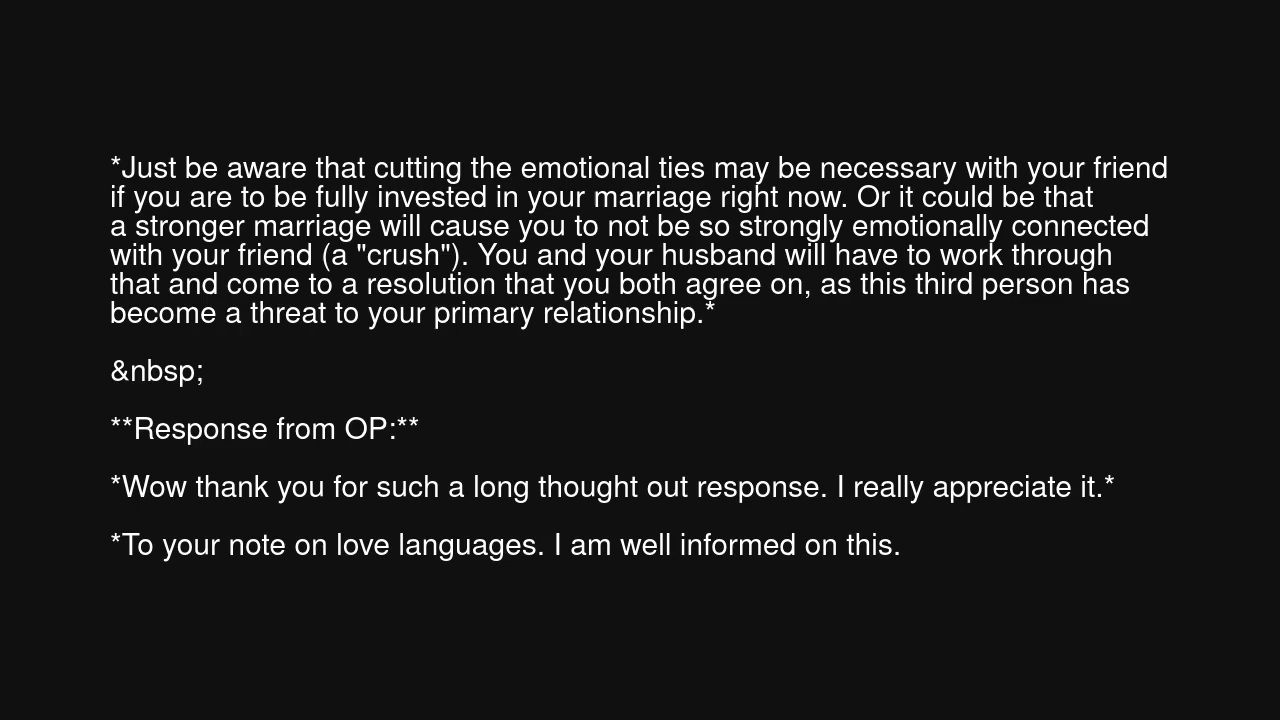 *Just be aware that cutting the emotional ties may be necessary with your friend
if you are to be fully invested in your marriage right now. Or it could be that
a stronger marriage will cause you to not be so strongly emotionally connected
with your friend (a "crush"). You and your husband will have to work through
that and come to a resolution that you both agree on, as this third person has
become a threat to your primary relationship.*
&nbsp;
**Response from OP:**
*Wow thank you for such a long thought out response. I really appreciate it.*
*To your note on love languages. I am well informed on this.